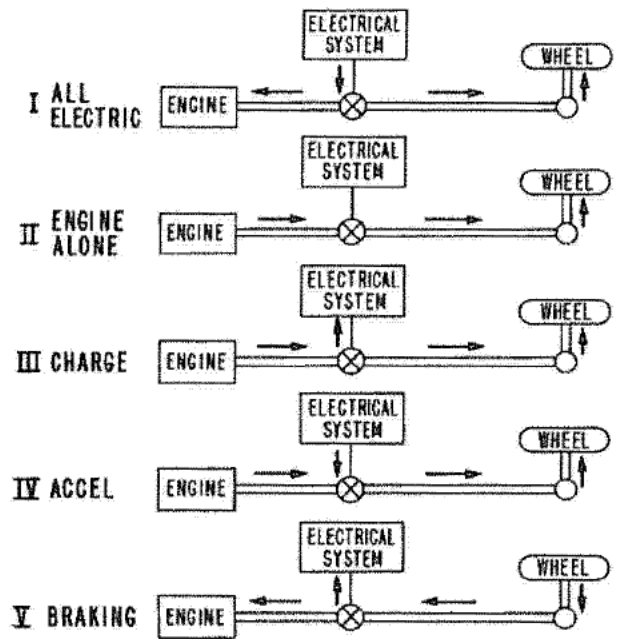 ELECTRICAL
SYSTEM
WHEEL
I ALL
ELECTRIC
ENGINE
ELECTRICAL
SYSTEM
WHEEL
II ENGINE
ALONE
ENGINE
ELECTRICAL
SYSTEM
WHEEL
III CHARGE
ENGINE
ELECTRICAL
SYSTEM
WHEEL
IV ACCEL
ENGINE
ELECTRICAL
SYSTEM
WHEEL
V BRAKING
ENGINE